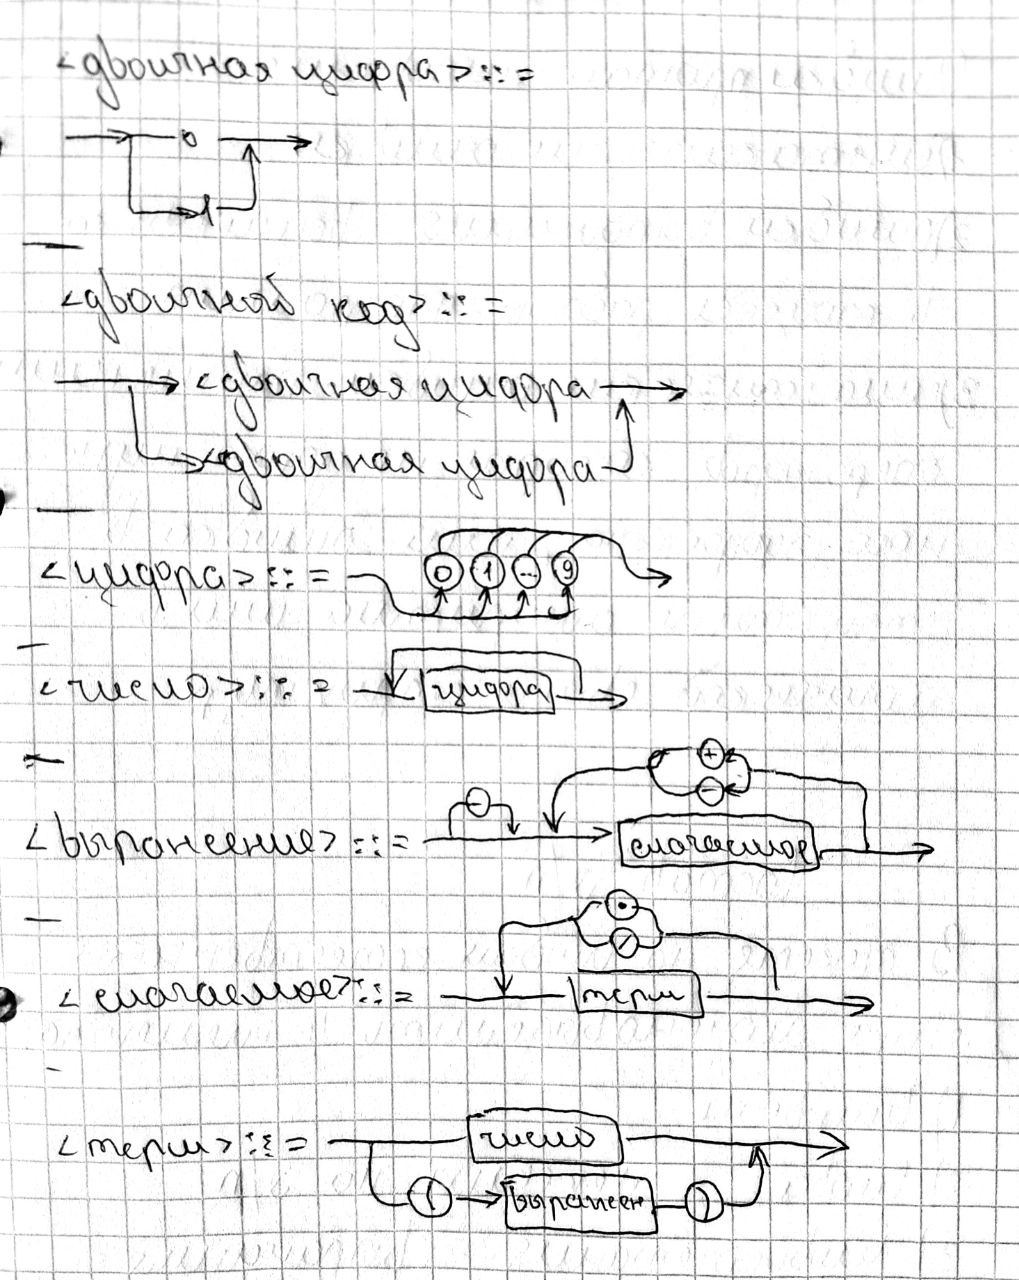 <двоичная цифра>::=
0
1
<двоичной код>::=
<двоичная цифра
<двоичная цифра
<цифра>::= 0 1 ... 9
<число>::= цифра
+
-
-
<выражение>::= слагаемое
·
/
<слагаемое>::= терм
<терм>::= число
( выражен )